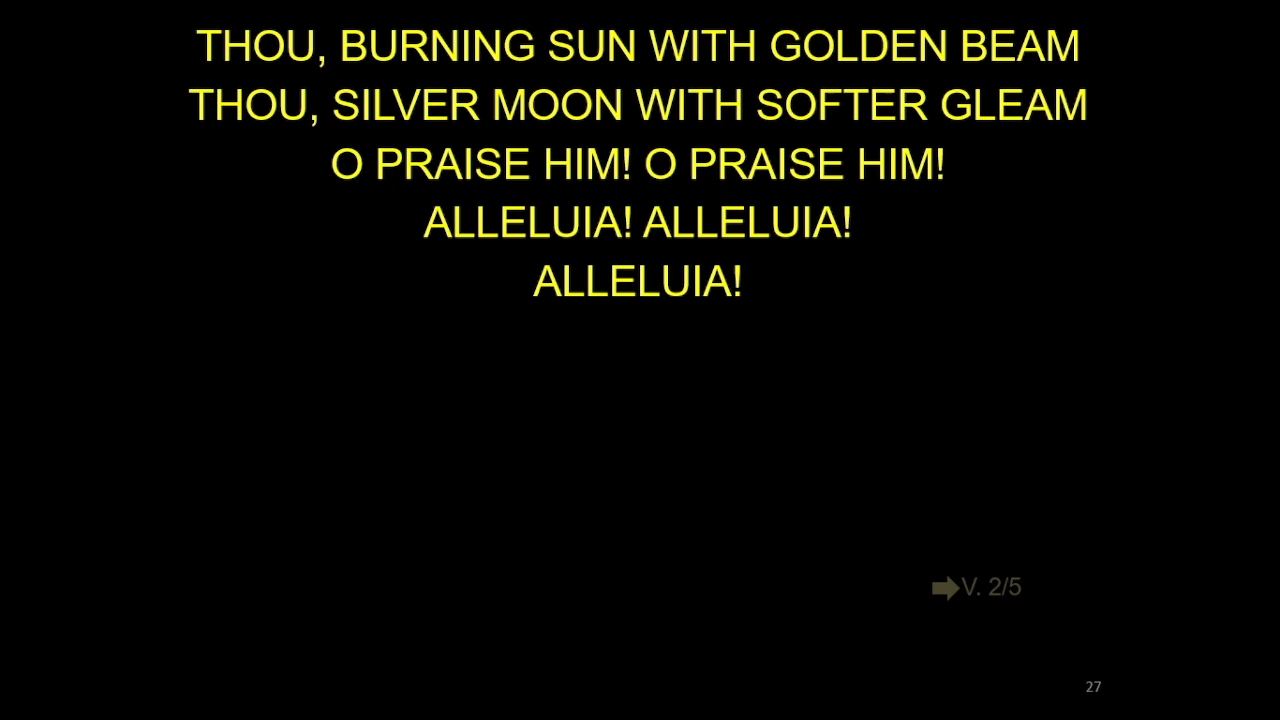 THOU, BURNING SUN WITH GOLDEN BEAM
THOU, SILVER MOON WITH SOFTER GLEAM
O PRAISE HIM! O PRAISE HIM!
ALLELUIA! ALLELUIA!
ALLELUIA!
V. 2/5
27